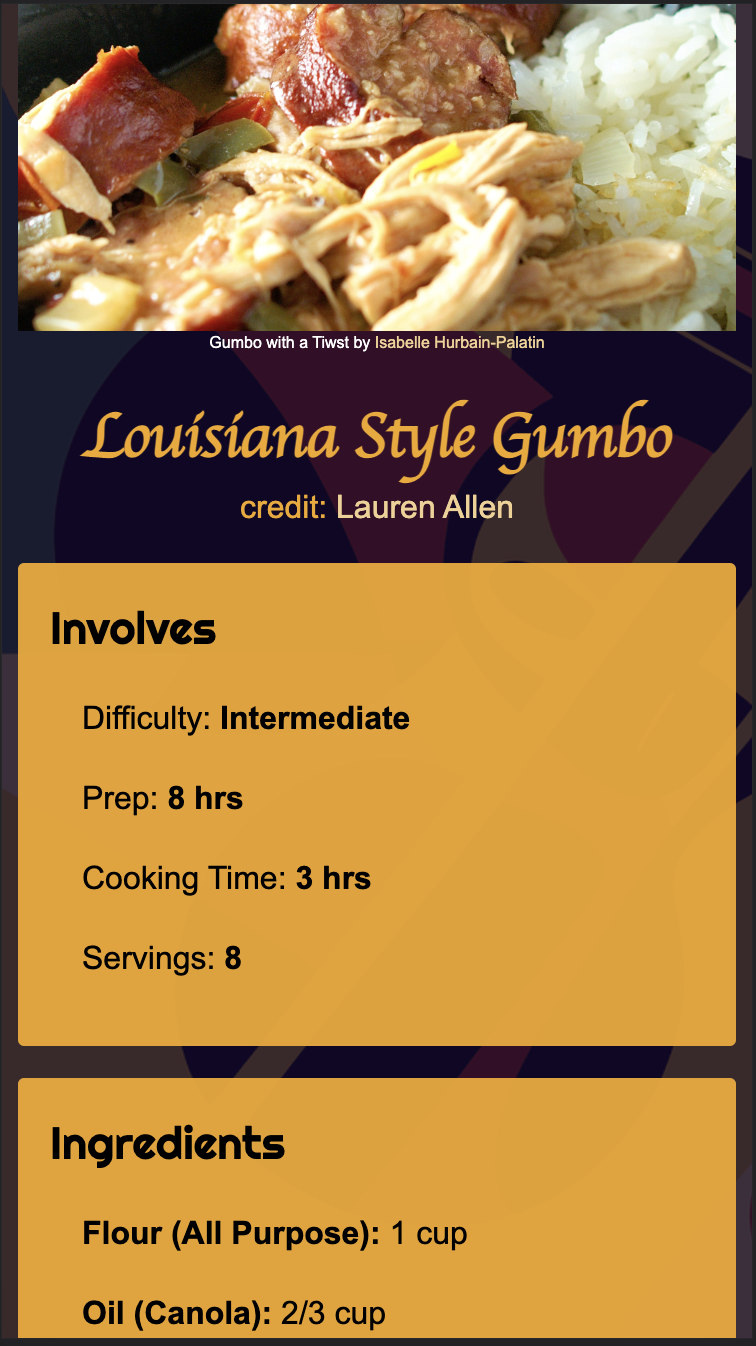 Gumbo with a Tiwst by Isabelle Hurbain-Palatin
Louisiana Style Gumbo
credit: Lauren Allen
Involves
Difficulty: Intermediate
Prep: 8 hrs
Cooking Time: 3 hrs
Servings: 8
Ingredients
Flour (All Purpose): 1 cup
Oil (Canola): 2/3 cup